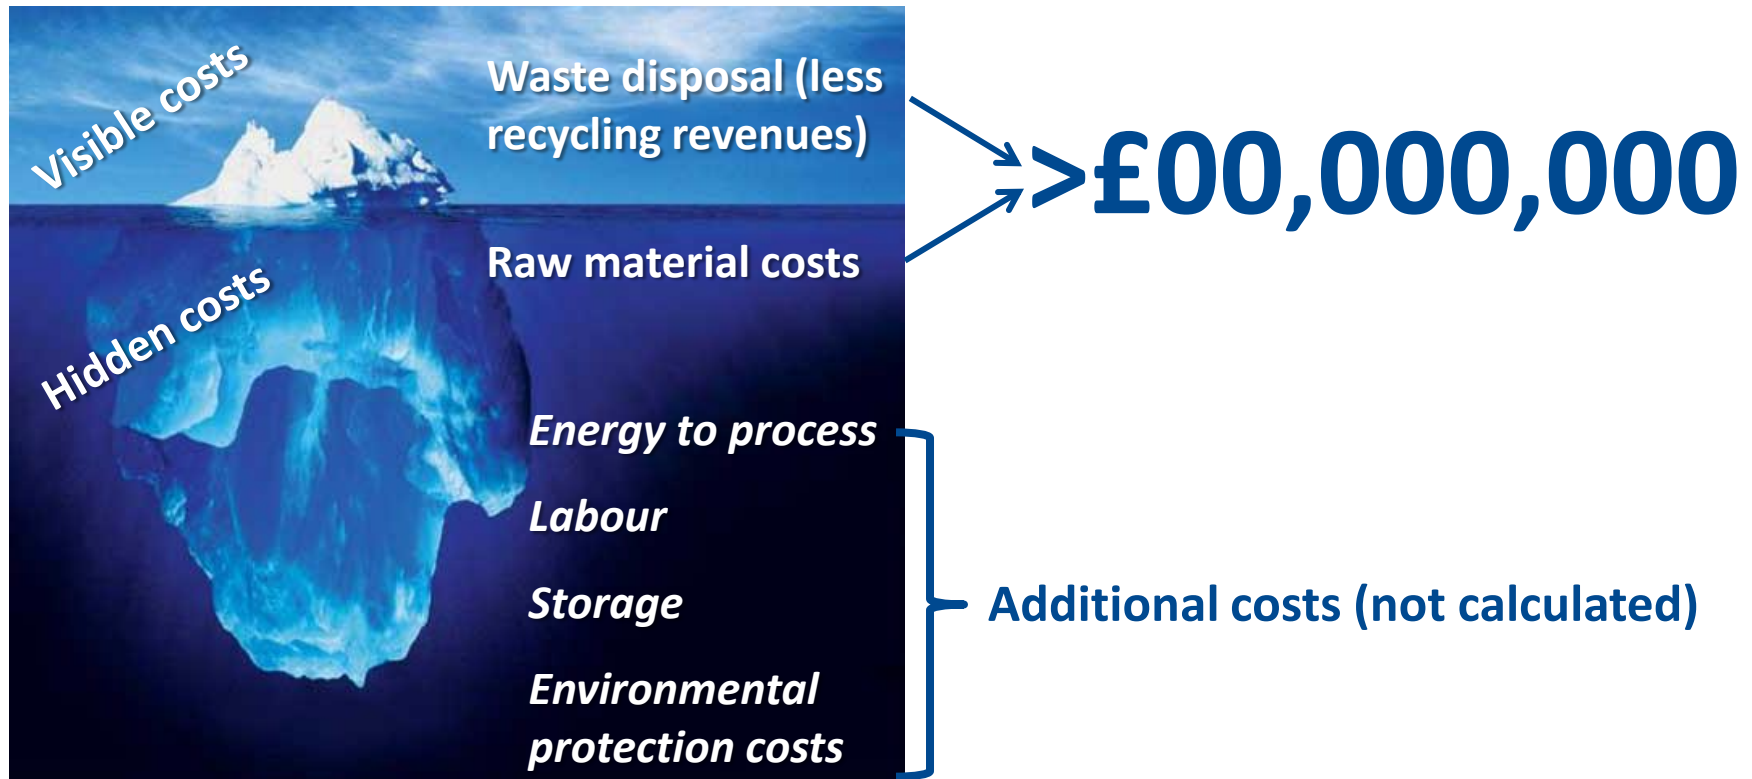 Visible costs
Waste disposal (less
recycling revenues)
>£00,000,000
Raw material costs
Hidden costs
Energy to process
Labour
Storage
Additional costs (not calculated)
Environmental
protection costs